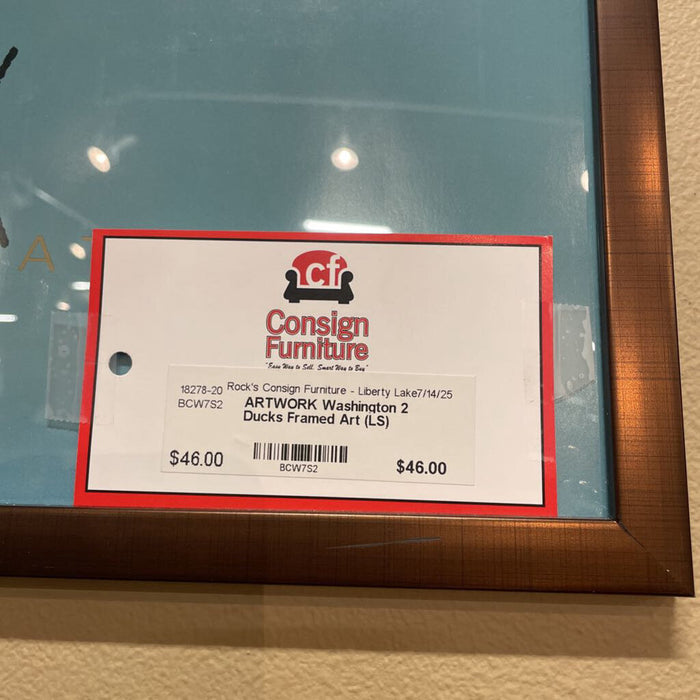 A
cf
Consign
Furniture
"Easy Way to Sell, Smart Way to Buy"
18278-20 Rock's Consign Furniture - Liberty Lake7/14/25
BCW7S2 ARTWORK Washington 2
Ducks Framed Art (LS)
$46.00 BCW7S2 $46.00